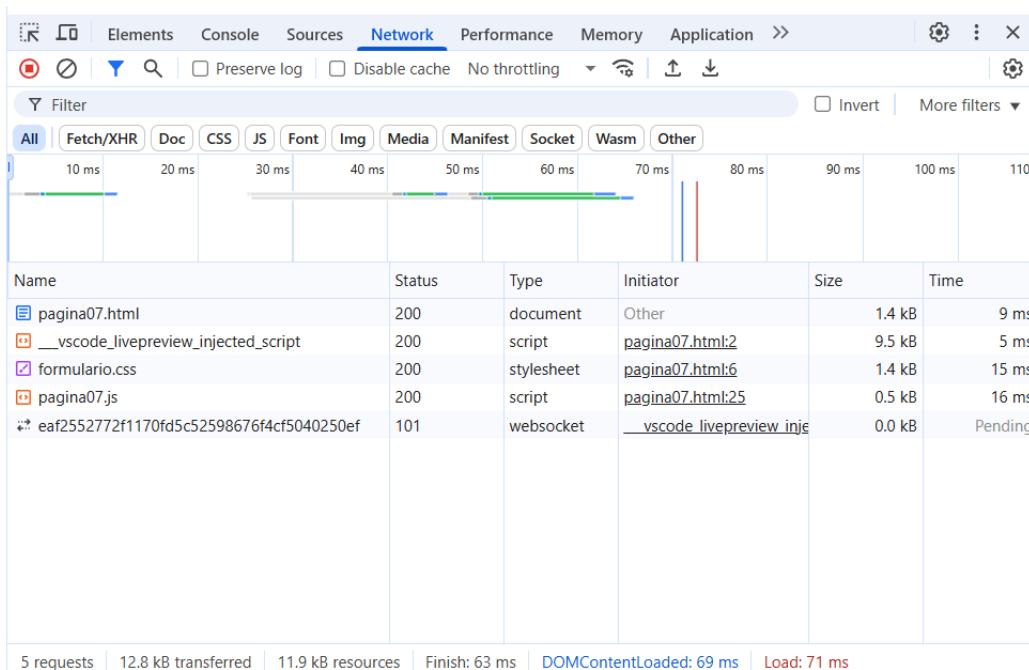 Elements Console Sources Network Performance Memory Application
Preserve log Disable cache No throttling
Filter Invert More filters
All Fetch/XHR Doc CSS JS Font Img Media Manifest Socket Wasm Other
10 ms 20 ms 30 ms 40 ms 50 ms 60 ms 70 ms 80 ms 90 ms 100 ms 110
Name Status Type Initiator Size Time
pagina07.html 200 document Other 1.4 kB 9 ms
__vscode_livepreview_injected_script 200 script pagina07.html:2 9.5 kB 5 ms
formulario.css 200 stylesheet pagina07.html:6 1.4 kB 15 ms
pagina07.js 200 script pagina07.html:25 0.5 kB 16 ms
eaf2552772f1170fd5c52598676f4cf5040250ef 101 websocket __vscode_livepreview_inje 0.0 kB Pending
5 requests 12.8 kB transferred 11.9 kB resources Finish: 63 ms DOMContentLoaded: 69 ms Load: 71 ms